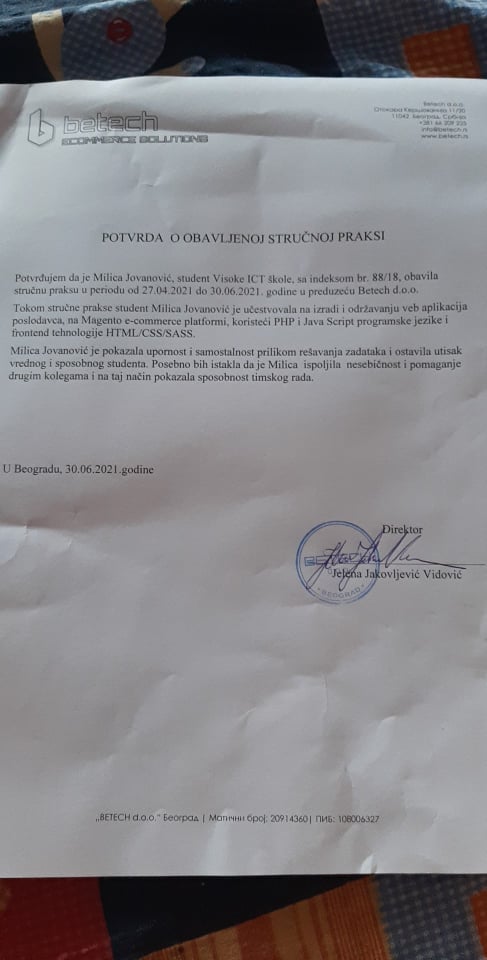 betech
ECOMMERCE SOLUTIONS
Betech d.o.o.
Отокара Кершованија 11/20
11042 Београд, Србија
+381 66 209 255
info@betech.rs
www.betech.rs
POTVRDA O OBAVLJENOJ STRUČNOJ PRAKSI
Potvrđujem da je Milica Jovanović, student Visoke ICT škole, sa indeksom br. 88/18, obavila
stručnu praksu u periodu od 27.04.2021 do 30.06.2021. godine u preduzeću Betech d.o.o.
Tokom stručne prakse student Milica Jovanović je učestvovala na izradi i održavanju veb aplikacija
poslodavca, na Magento e-commerce platformi, koristeći PHP i Java Script programske jezike i
frontend tehnologije HTML/CSS/SASS.
Milica Jovanović je pokazala upornost i samostalnost prilikom rešavanja zadataka i ostavila utisak
vrednog i sposobnog studenta. Posebno bih istakla da je Milica ispoljila nesebičnost i pomaganje
drugim kolegama i na taj način pokazala sposobnost timskog rada.
U Beogradu, 30.06.2021.godine
Direktor
Jelena Jakovljević Vidović
BEOGRAD
„BETECH d.o.o.“ Београд | Матични број: 20914360| ПИБ: 108006327